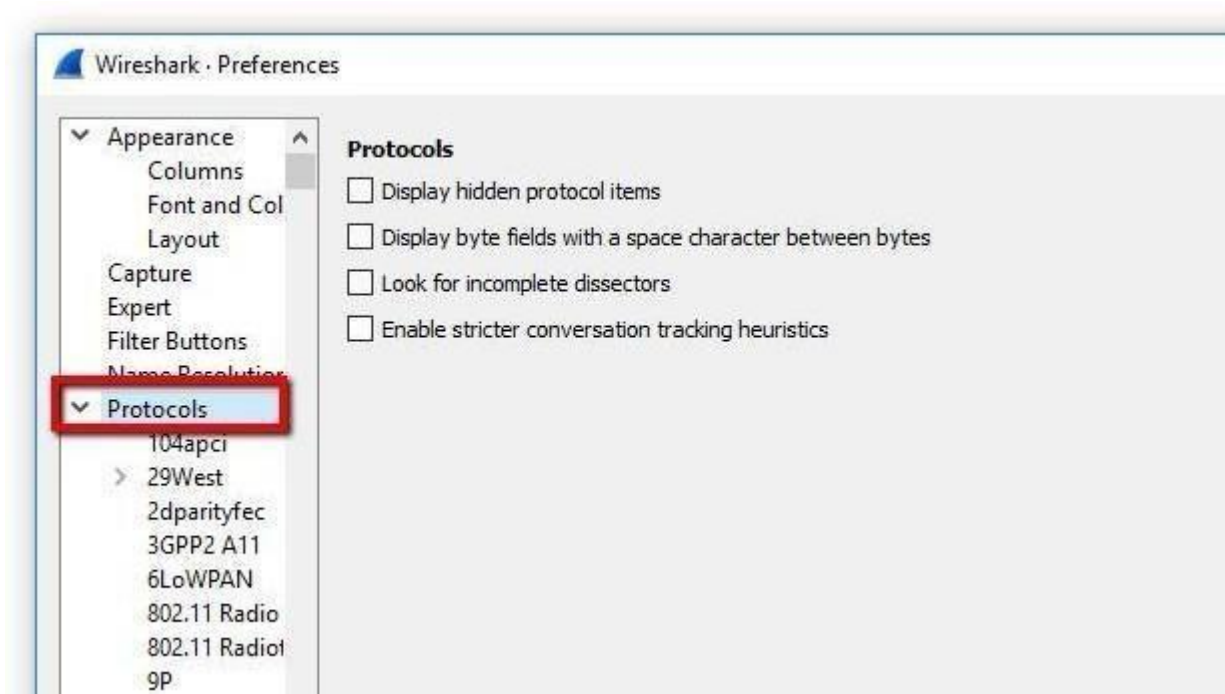 Wireshark · Preferences
Appearance
Columns
Font and Col
Layout
Capture
Expert
Filter Buttons
Name Resolution
Protocols
104apci
29West
2dparityfec
3GPP2 A11
6LoWPAN
802.11 Radio
802.11 Radiot
9P
Protocols
Display hidden protocol items
Display byte fields with a space character between bytes
Look for incomplete dissectors
Enable stricter conversation tracking heuristics